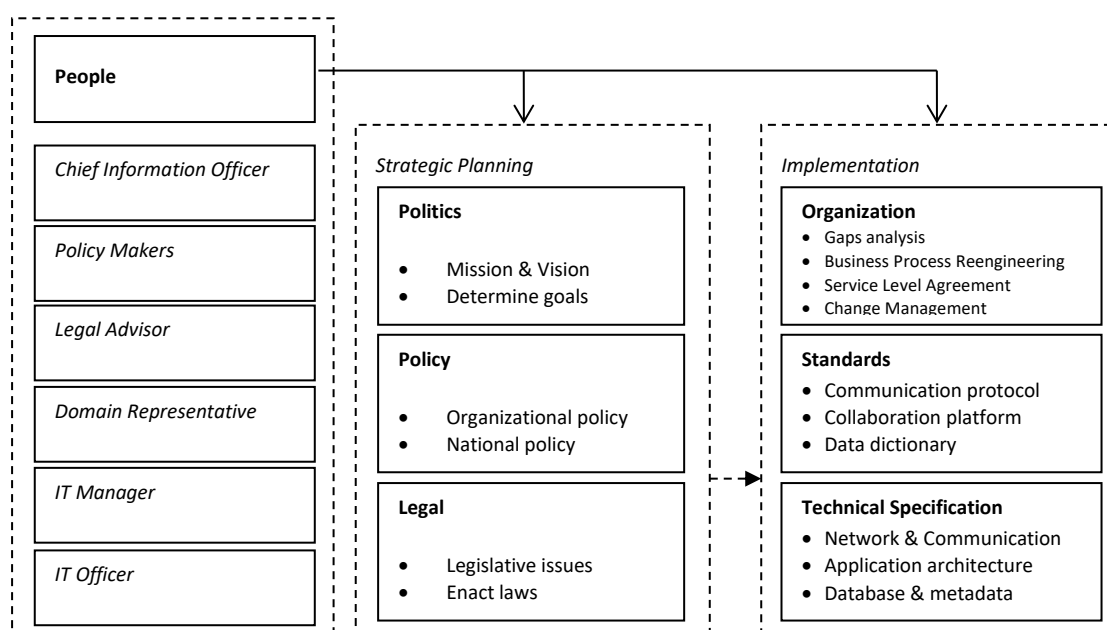 People
Chief Information Officer
Policy Makers
Legal Advisor
Domain Representative
IT Manager
IT Officer
Strategic Planning
Politics
• Mission & Vision
• Determine goals
Policy
• Organizational policy
• National policy
Legal
• Legislative issues
• Enact laws
Implementation
Organization
• Gaps analysis
• Business Process Reengineering
• Service Level Agreement
• Change Management
Standards
• Communication protocol
• Collaboration platform
• Data dictionary
Technical Specification
• Network & Communication
• Application architecture
• Database & metadata